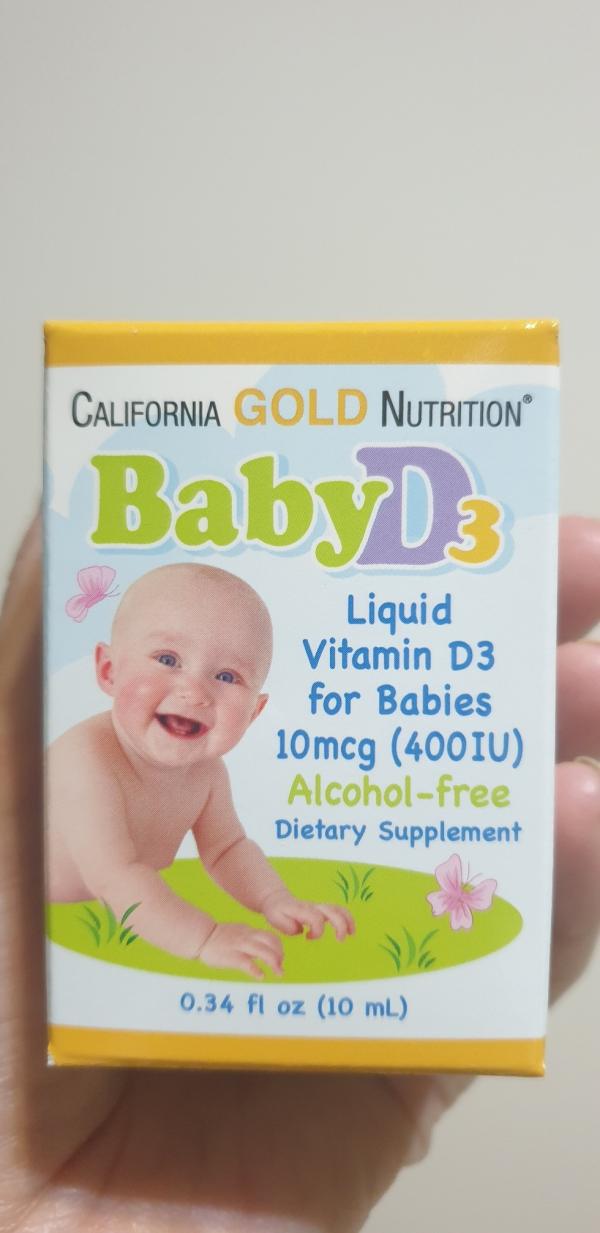 CALIFORNIA GOLD NUTRITION®
BabyD3
Liquid
Vitamin D3
for Babies
10mcg (400IU)
Alcohol-free
Dietary Supplement
0.34 fl oz (10 mL)